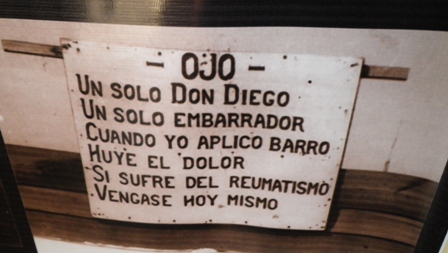 - OJO -
UN SOLO DON DIEGO
UN SOLO EMBARRADOR
CUANDO YO APLICO BARRO
HUYE EL DOLOR
SI SUFRE DEL REUMATISMO
VENGASE HOY MISMO